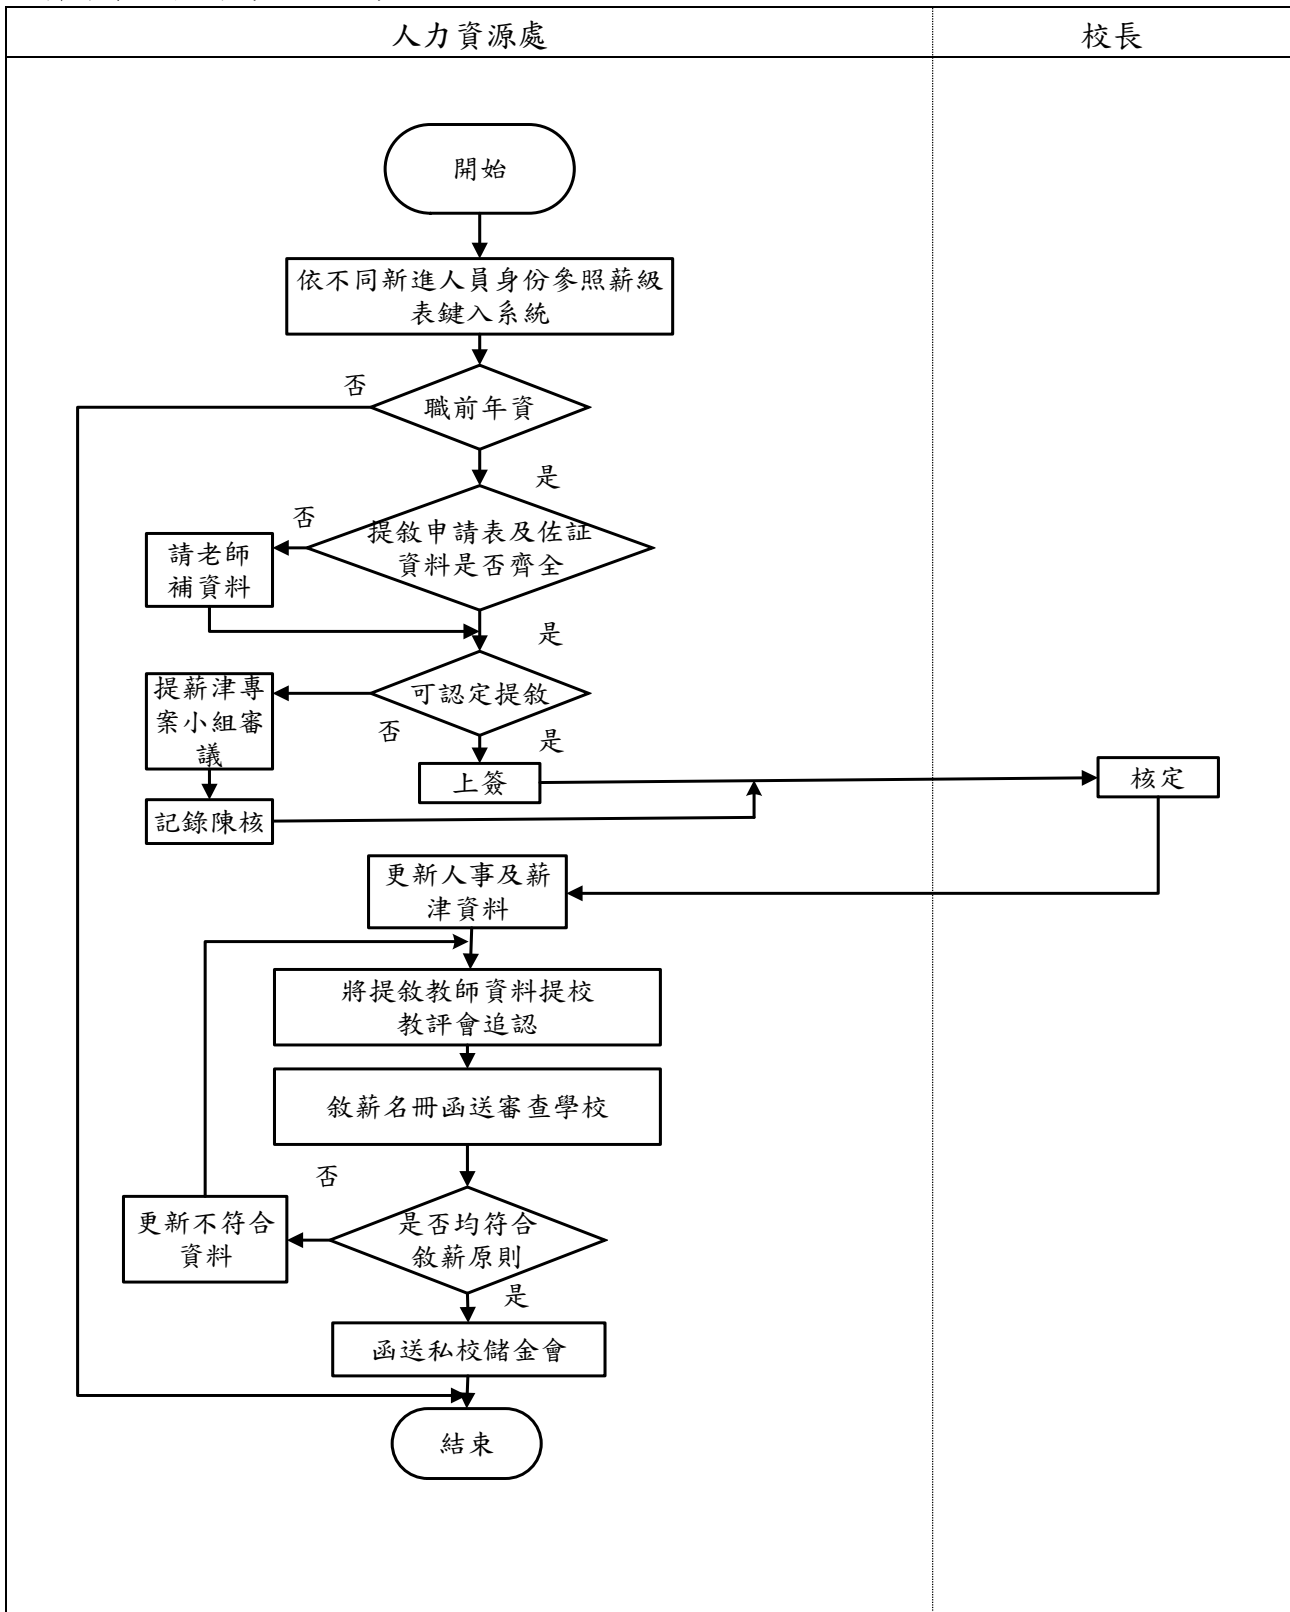 人力資源處
校長
開始
依不同新進人員身份參照薪級
表鍵入系統
否
職前年資
是
否
提敘申請表及佐証
資料是否齊全
請老師
補資料
是
可認定提敘
提薪津專
案小組審
議
否
是
上簽
核定
記錄陳核
更新人事及薪
津資料
將提敘教師資料提校
教評會追認
敘薪名冊函送審查學校
否
更新不符合
資料
是否均符合
敘薪原則
是
函送私校儲金會
結束